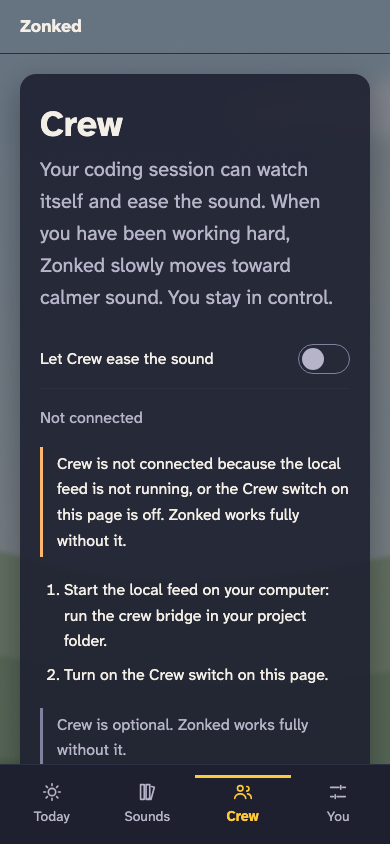 Zonked
Crew
Your coding session can watch
itself and ease the sound. When
you have been working hard,
Zonked slowly moves toward
calmer sound. You stay in control.
Let Crew ease the sound
Not connected
Crew is not connected because the local
feed is not running, or the Crew switch on
this page is off. Zonked works fully
without it.
1. Start the local feed on your computer:
run the crew bridge in your project
folder.
2. Turn on the Crew switch on this page.
Crew is optional. Zonked works fully
without it.
Today
Sounds
Crew
You